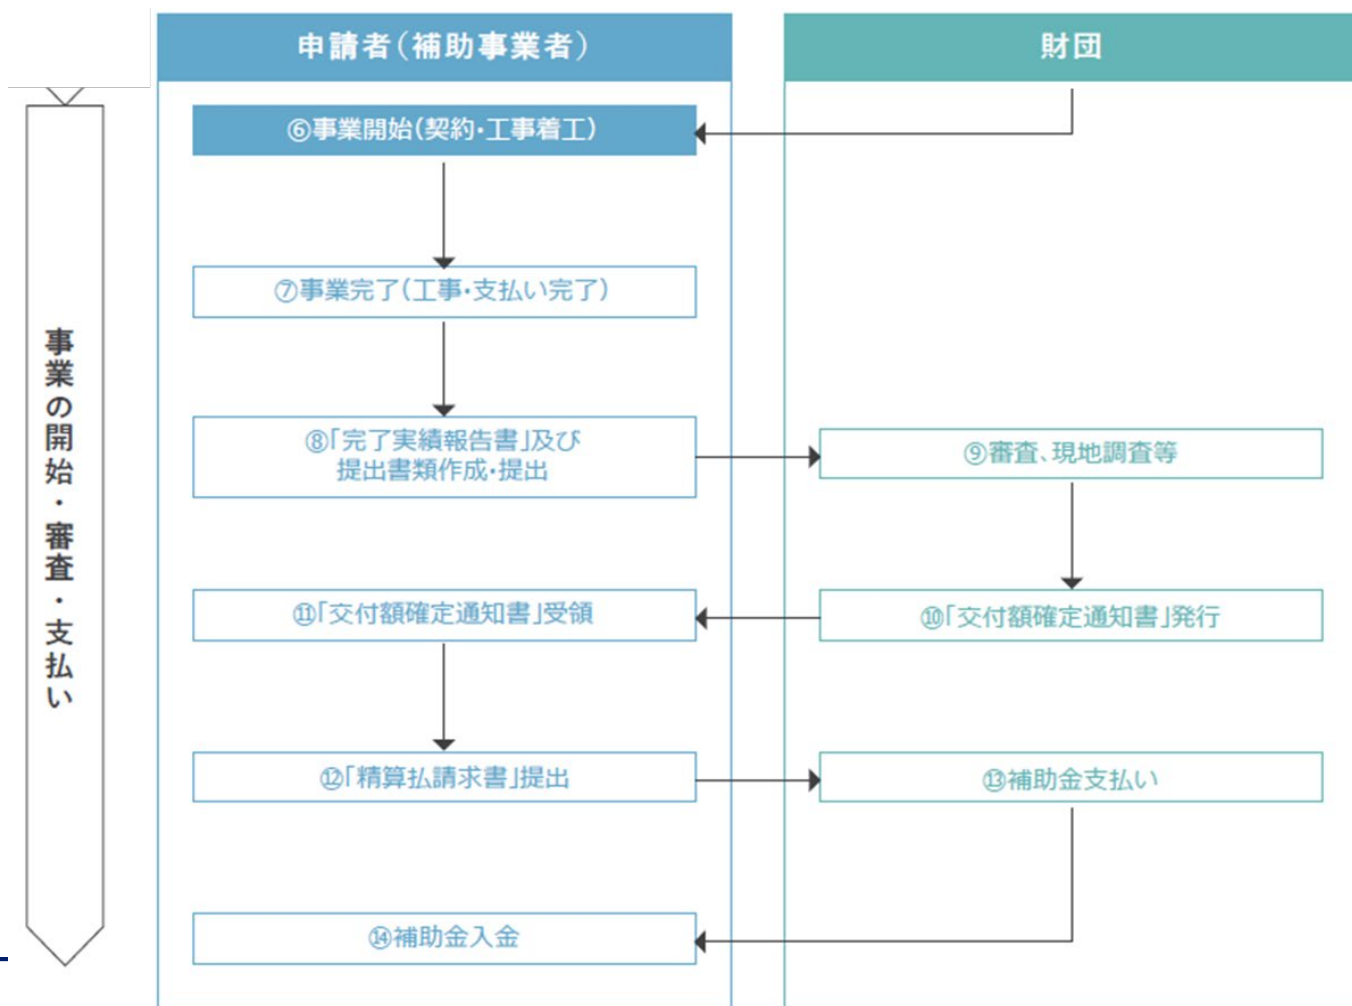 申請者(補助事業者)
財団
事業の開始・審査・支払い
⑥事業開始(契約・工事着工)
⑦事業完了(工事・支払い完了)
⑧「完了実績報告書」及び
提出書類作成・提出
⑨審査、現地調査等
⑪「交付額確定通知書」受領
⑩「交付額確定通知書」発行
⑫「精算払請求書」提出
⑬補助金支払い
⑭補助金入金